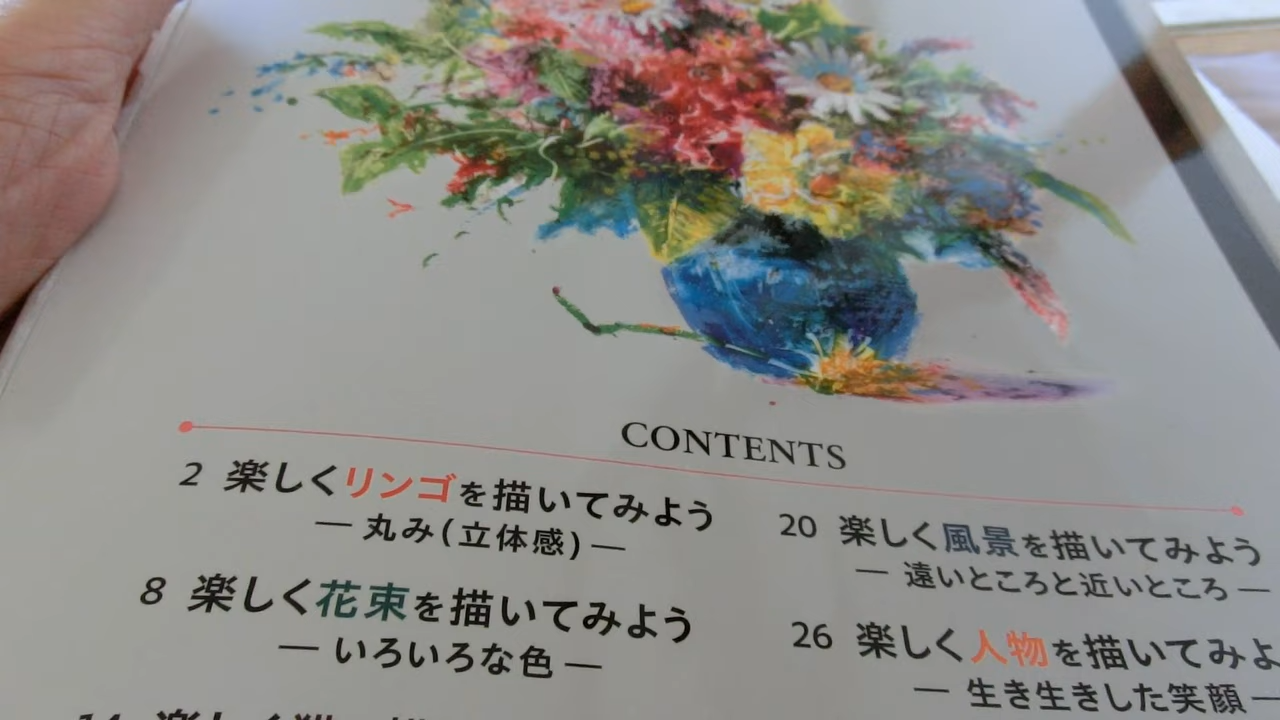 CONTENTS
2 楽しくリンゴを描いてみよう
― 丸み(立体感) ―
8 楽しく花束を描いてみよう
― いろいろな色 ―
14 楽しく
20 楽しく風景を描いてみよう
― 遠いところと近いところ ―
26 楽しく人物を描いてみよ
― 生き生きした笑顔 ―